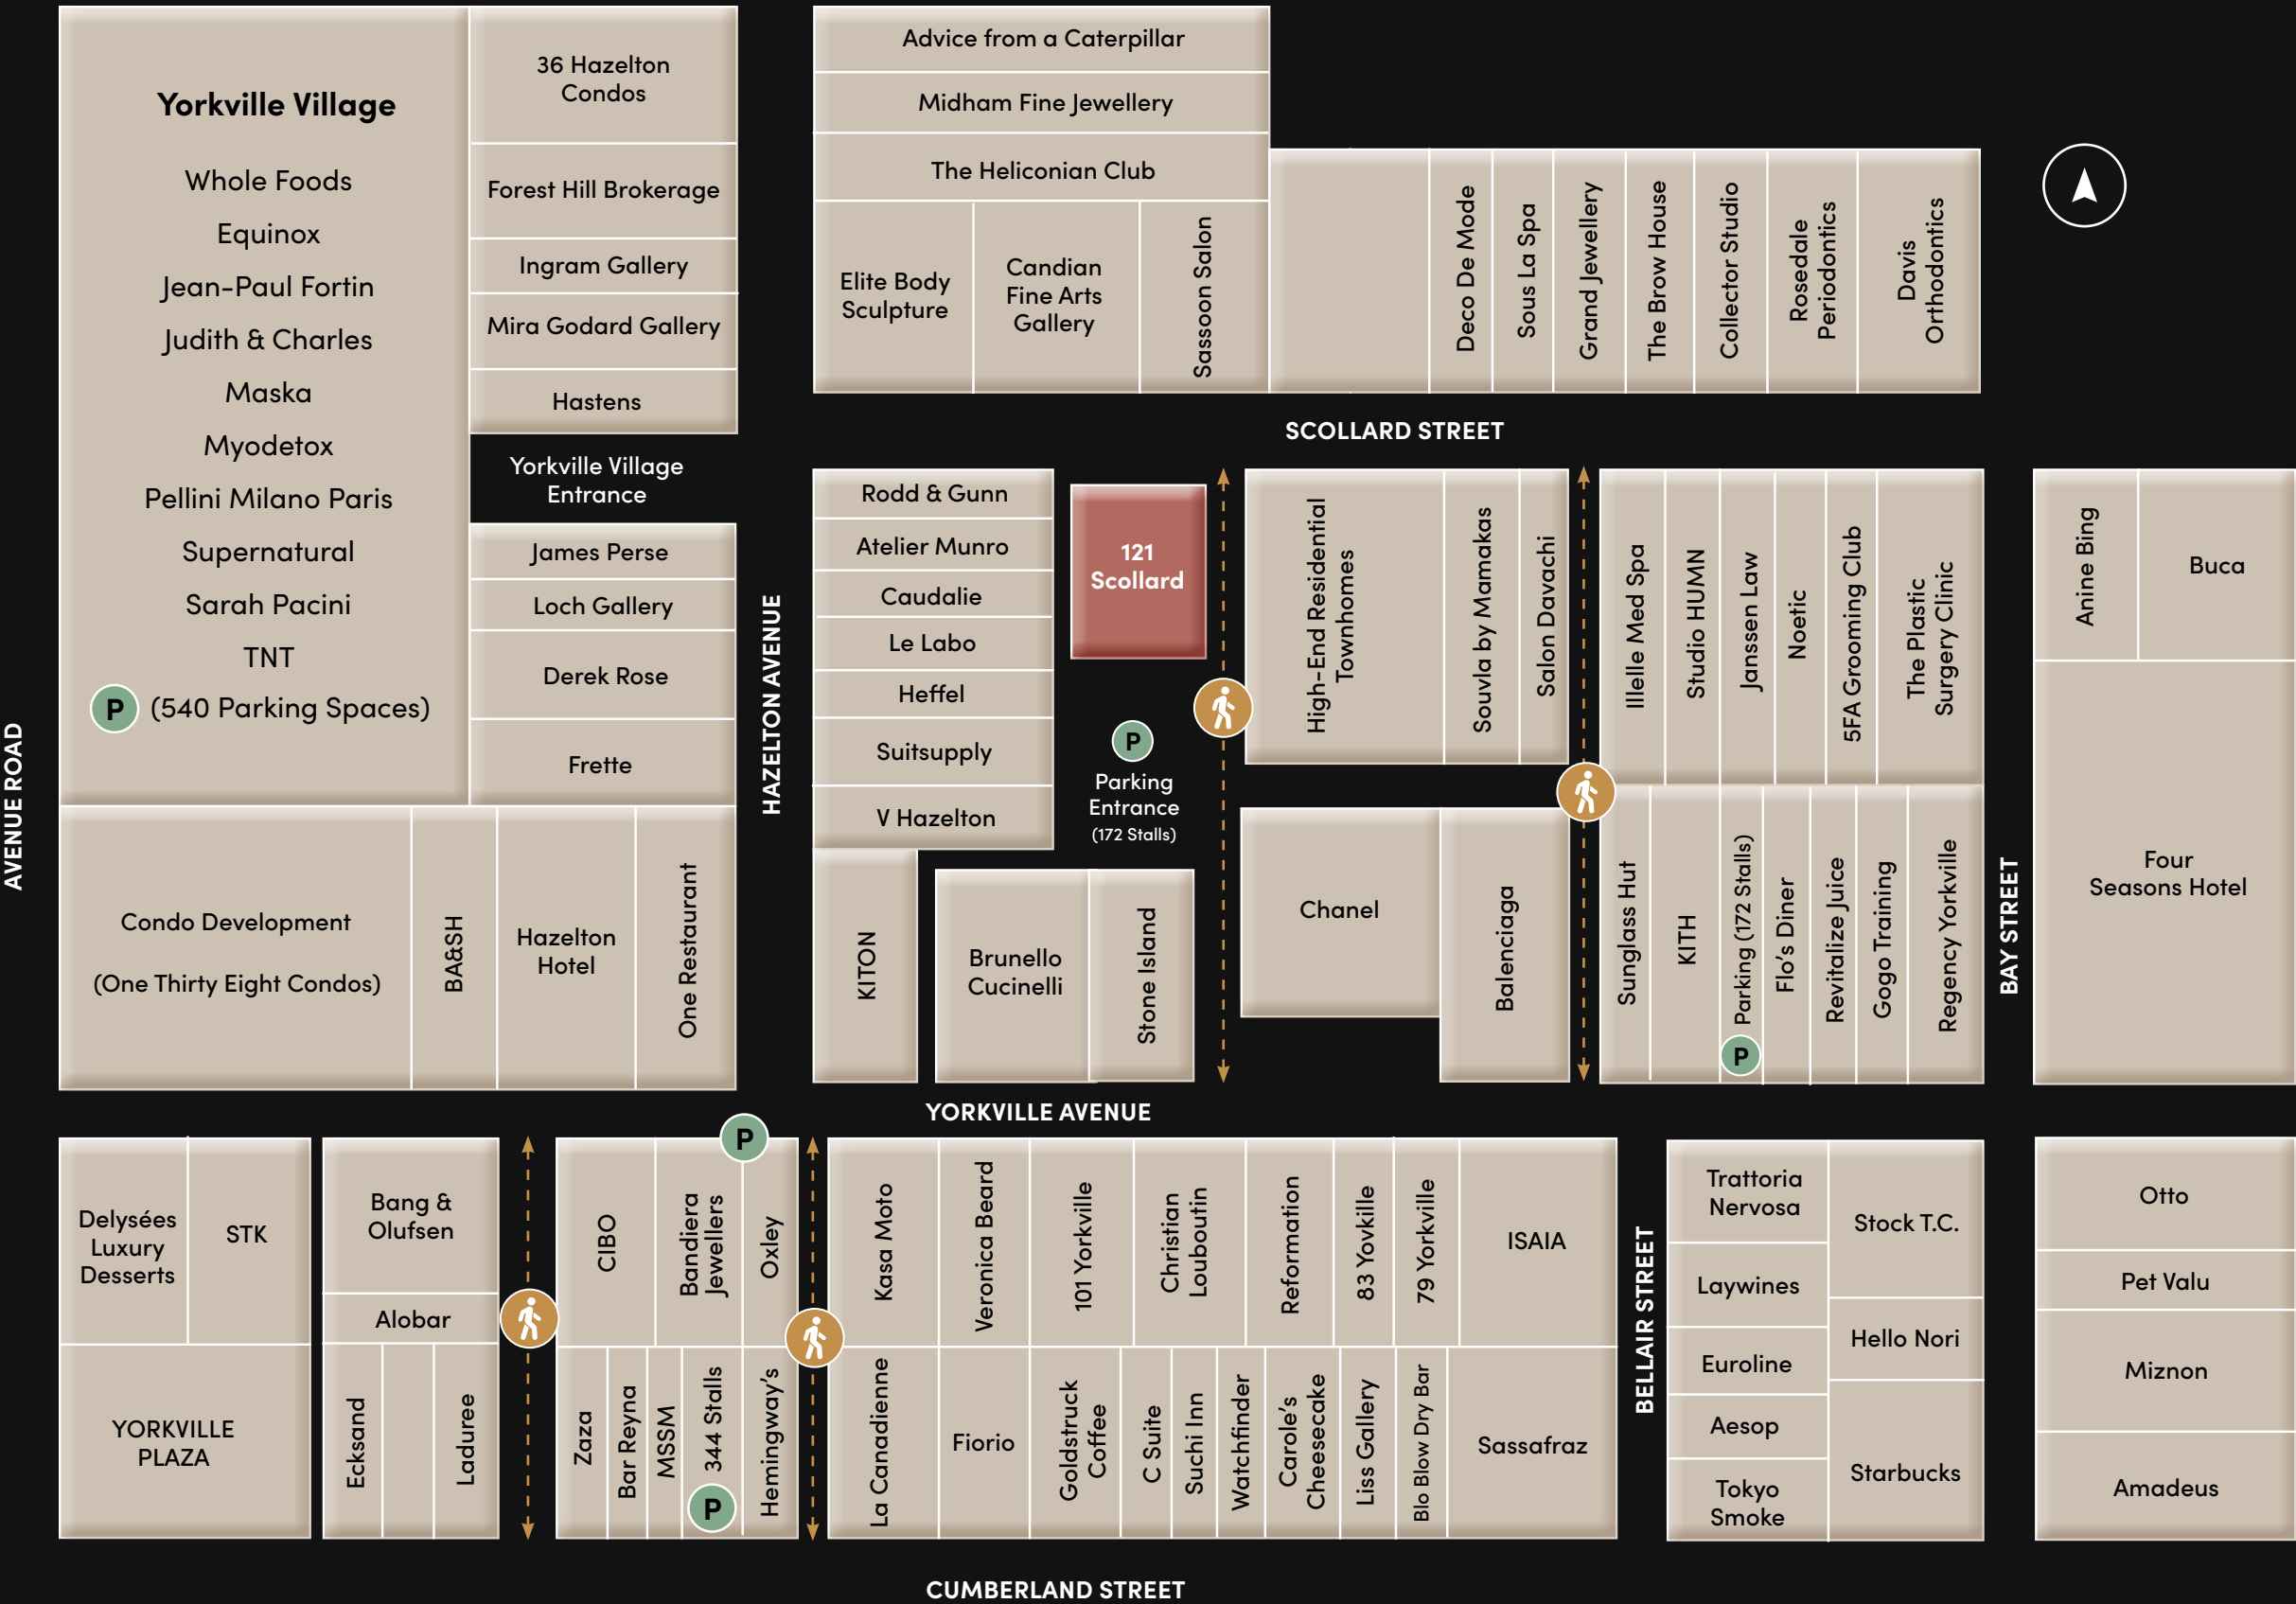 Yorkville Village
Whole Foods
Equinox
Jean-Paul Fortin
Judith & Charles
Maska
Myodetox
Pellini Milano Paris
Supernatural
Sarah Pacini
TNT
P (540 Parking Spaces)
36 Hazelton
Condos
Forest Hill Brokerage
Ingram Gallery
Mira Godard Gallery
Hastens
Yorkville Village
Entrance
James Perse
Loch Gallery
Derek Rose
Frette
Condo Development
(One Thirty Eight Condos)
BA&SH
Hazelton
Hotel
One Restaurant
AVENUE ROAD
HAZELTON AVENUE
Advice from a Caterpillar
Midham Fine Jewellery
The Heliconian Club
Elite Body
Sculpture
Candian
Fine Arts
Gallery
Sassoon Salon
Deco De Mode
Sous La Spa
Grand Jewellery
The Brow House
Collector Studio
Rosedale
Periodontics
Davis
Orthodontics
SCOLLARD STREET
Rodd & Gunn
Atelier Munro
Caudalie
Le Labo
Heffel
Suitsupply
V Hazelton
KITON
Brunello
Cucinelli
Stone Island
121
Scollard
P
Parking
Entrance
(172 Stalls)
High-End Residential
Townhomes
Souvla by Mamakas
Salon Davachi
Chanel
Balenciaga
Illelle Med Spa
Studio HUMN
Janssen Law
Noetic
5FA Grooming Club
The Plastic
Surgery Clinic
Sunglass Hut
KITH
Parking (172 Stalls)
P
Flo's Diner
Revitalize Juice
Gogo Training
Regency Yorkville
BAY STREET
Anine Bing
Buca
Four
Seasons Hotel
YORKVILLE AVENUE
Delysées
Luxury
Desserts
STK
YORKVILLE
PLAZA
Bang &
Olufsen
Alobar
Ecksand
Laduree
CIBO
Bandiera
Jewellers
P
Oxley
Zaza
Bar Reyna
MSSM
344 Stalls
P
Hemingway's
Kasa Moto
Veronica Beard
101 Yorkville
Christian
Louboutin
Reformation
83 Yovkille
79 Yorkville
ISAIA
La Canadienne
Fiorio
Goldstruck
Coffee
C Suite
Suchi Inn
Watchfinder
Carole's
Cheesecake
Liss Gallery
Blo Blow Dry Bar
Sassafraz
BELLAIR STREET
Trattoria
Nervosa
Laywines
Euroline
Aesop
Tokyo
Smoke
Stock T.C.
Hello Nori
Starbucks
Otto
Pet Valu
Miznon
Amadeus
CUMBERLAND STREET